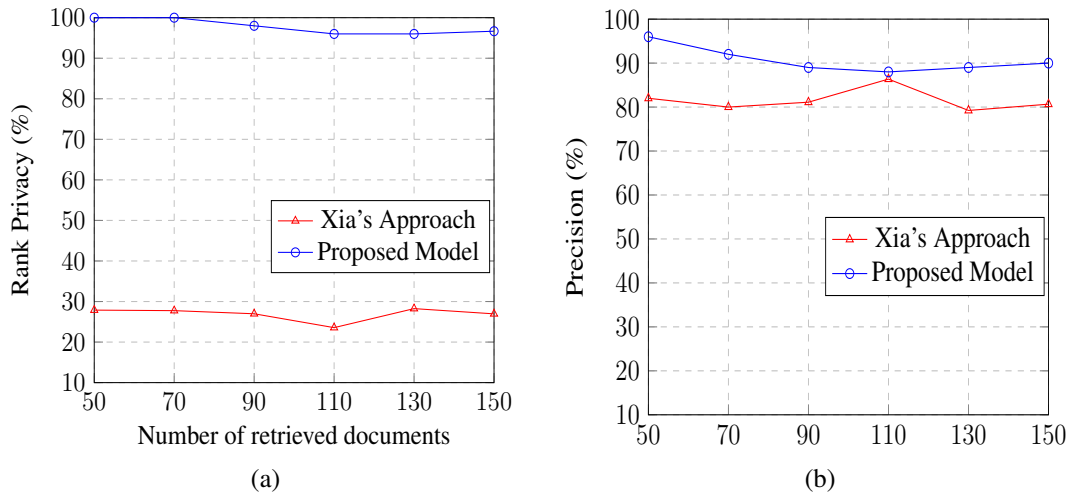 Rank Privacy (%)
100
90
80
70
60
50
40
30
20
10
Xia's Approach
Proposed Model
50 70 90 110 130 150
Number of retrieved documents
(a)
Precision (%)
100
90
80
70
60
50
40
30
20
10
Xia's Approach
Proposed Model
50 70 90 110 130 150
(b)